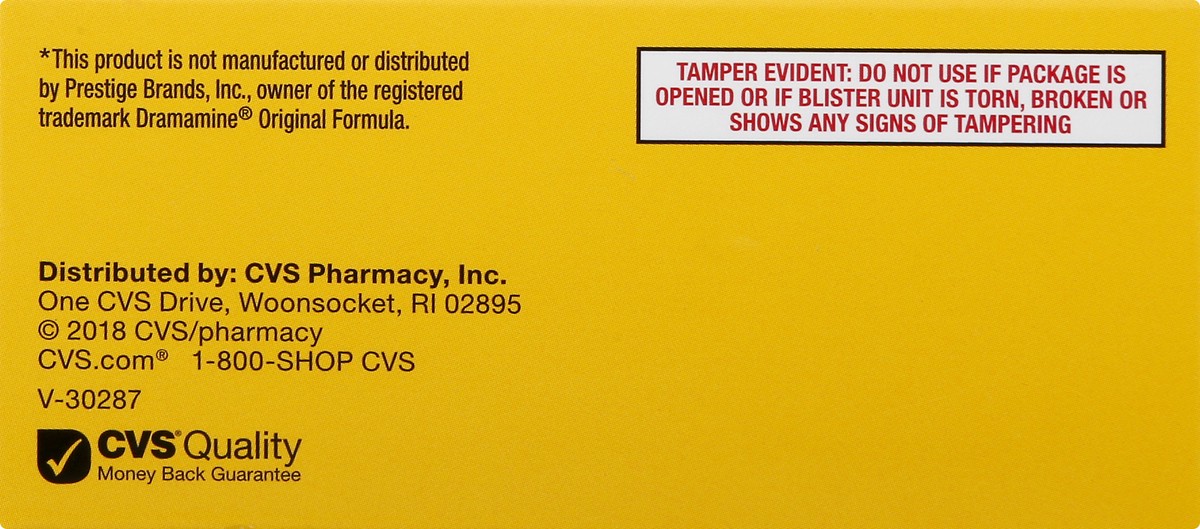 *This product is not manufactured or distributed
by Prestige Brands, Inc., owner of the registered
trademark Dramamine® Original Formula.
TAMPER EVIDENT: DO NOT USE IF PACKAGE IS
OPENED OR IF BLISTER UNIT IS TORN, BROKEN OR
SHOWS ANY SIGNS OF TAMPERING
Distributed by: CVS Pharmacy, Inc.
One CVS Drive, Woonsocket, RI 02895
© 2018 CVS/pharmacy
CVS.com® 1-800-SHOP CVS
V-30287
CVS® Quality
Money Back Guarantee